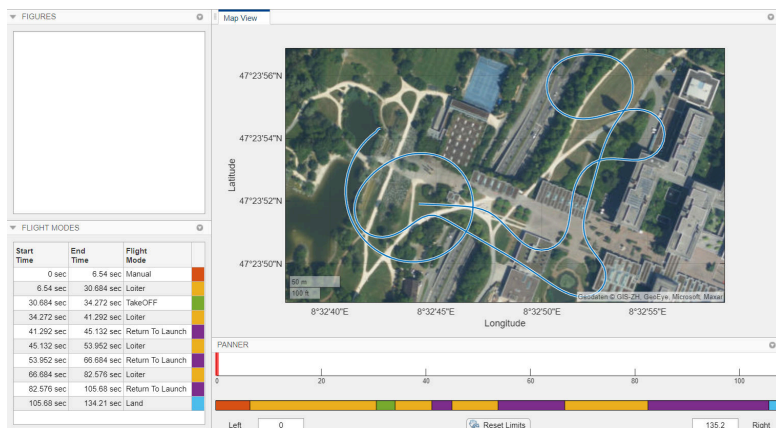 FIGURES
Map View
47°23'56"N
47°23'54"N
47°23'52"N
47°23'50"N
Latitude
50 m
100 ft
Geodaten © GIS-ZH, GeoEye, Microsoft, Maxar
8°32'40"E 8°32'45"E 8°32'50"E 8°32'55"E
Longitude
FLIGHT MODES
Start Time End Time Flight Mode
0 sec 6.54 sec Manual
6.54 sec 30.684 sec Loiter
30.684 sec 34.272 sec TakeOFF
34.272 sec 41.292 sec Loiter
41.292 sec 45.132 sec Return To Launch
45.132 sec 53.952 sec Loiter
53.952 sec 66.684 sec Return To Launch
66.684 sec 82.576 sec Loiter
82.576 sec 105.68 sec Return To Launch
105.68 sec 134.21 sec Land
PANNER
0 20 40 60 80 100
Left 0 Reset Limits 135.2 Right